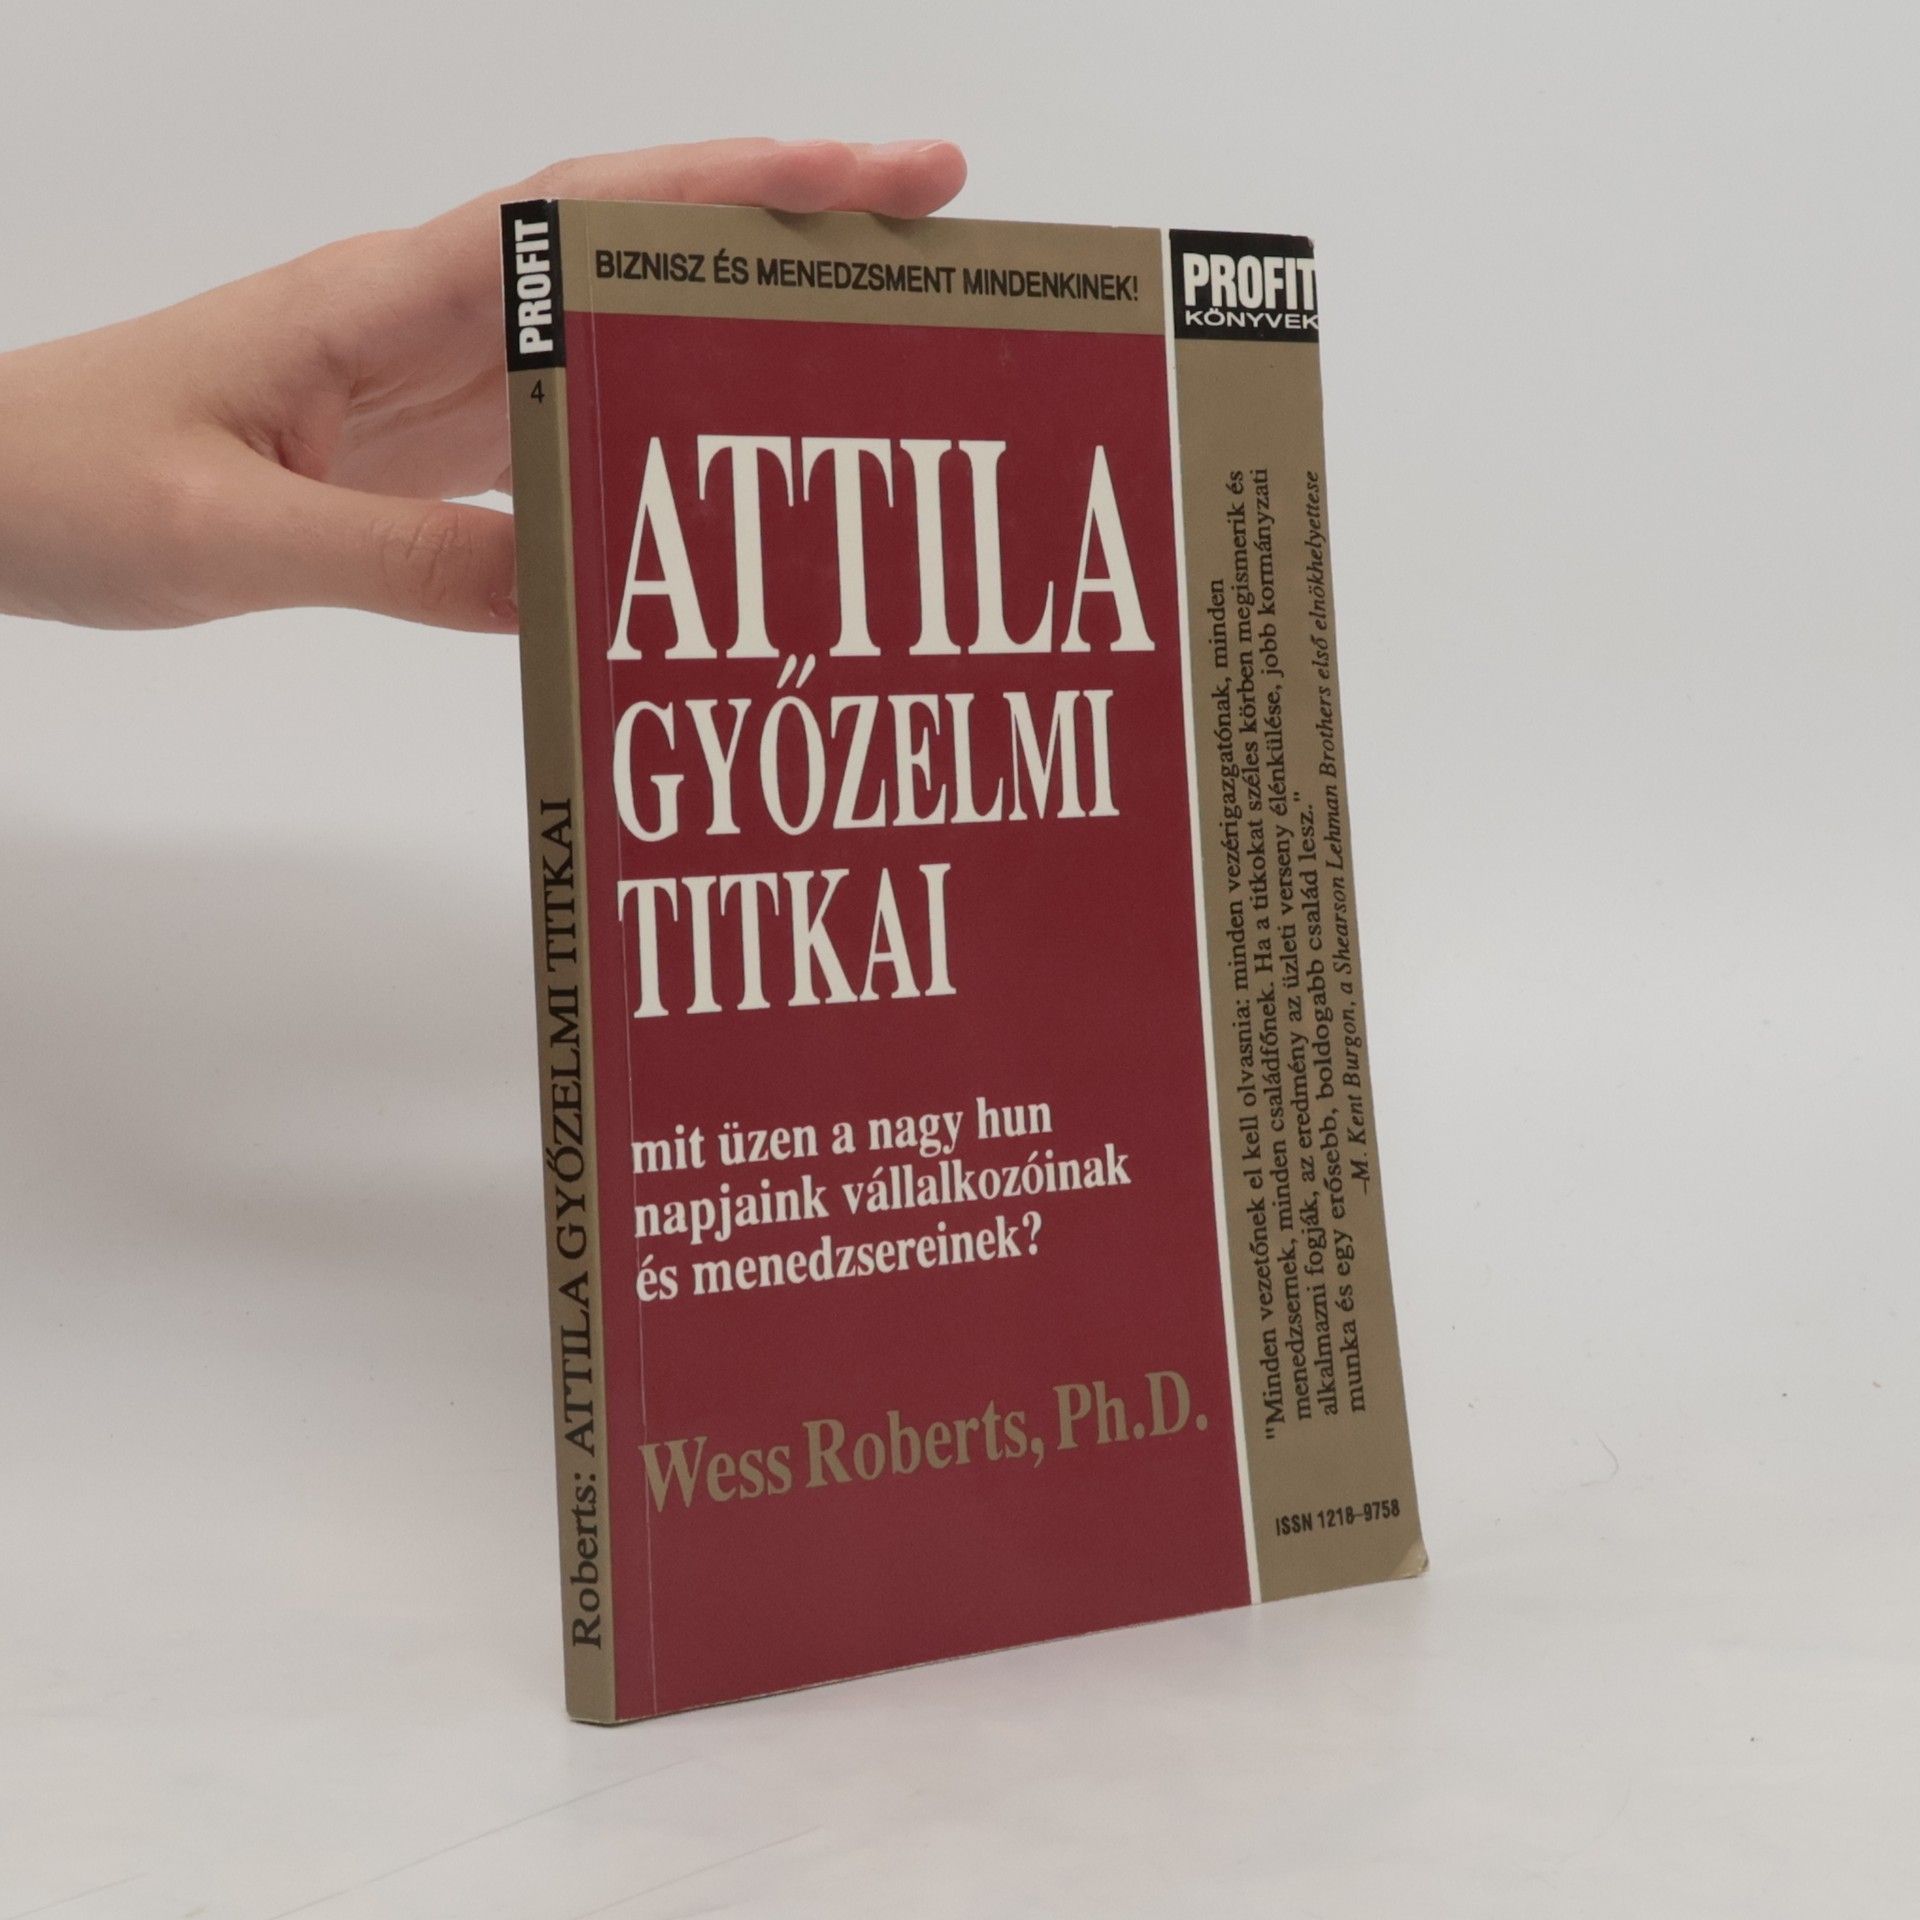 PROFIT
4
Roberts: ATTILA GYŐZELMI TITKAI
BIZNISZ ÉS MENEDZSMENT MINDENKINEK!
PROFIT
KÖNYVEK
ATTILA
GYŐZELMI
TITKAI
mit üzen a nagy hun
napjaink vállalkozóinak
és menedzsereinek?
Wess Roberts, Ph.D.
"Minden vezetőnek el kell olvasnia: minden vezérigazgatónak, minden
menedzsernek, minden családfőnek. Ha a titkokat széles körben megismerik és
alkalmazni fogják, az eredmény az üzleti verseny élénkülése, jobb kormányzati
munka és egy erősebb, boldogabb család lesz."
–M. Kent Burgon, a Shearson Lehman Brothers első elnökhelyettese
ISSN 1218–9758